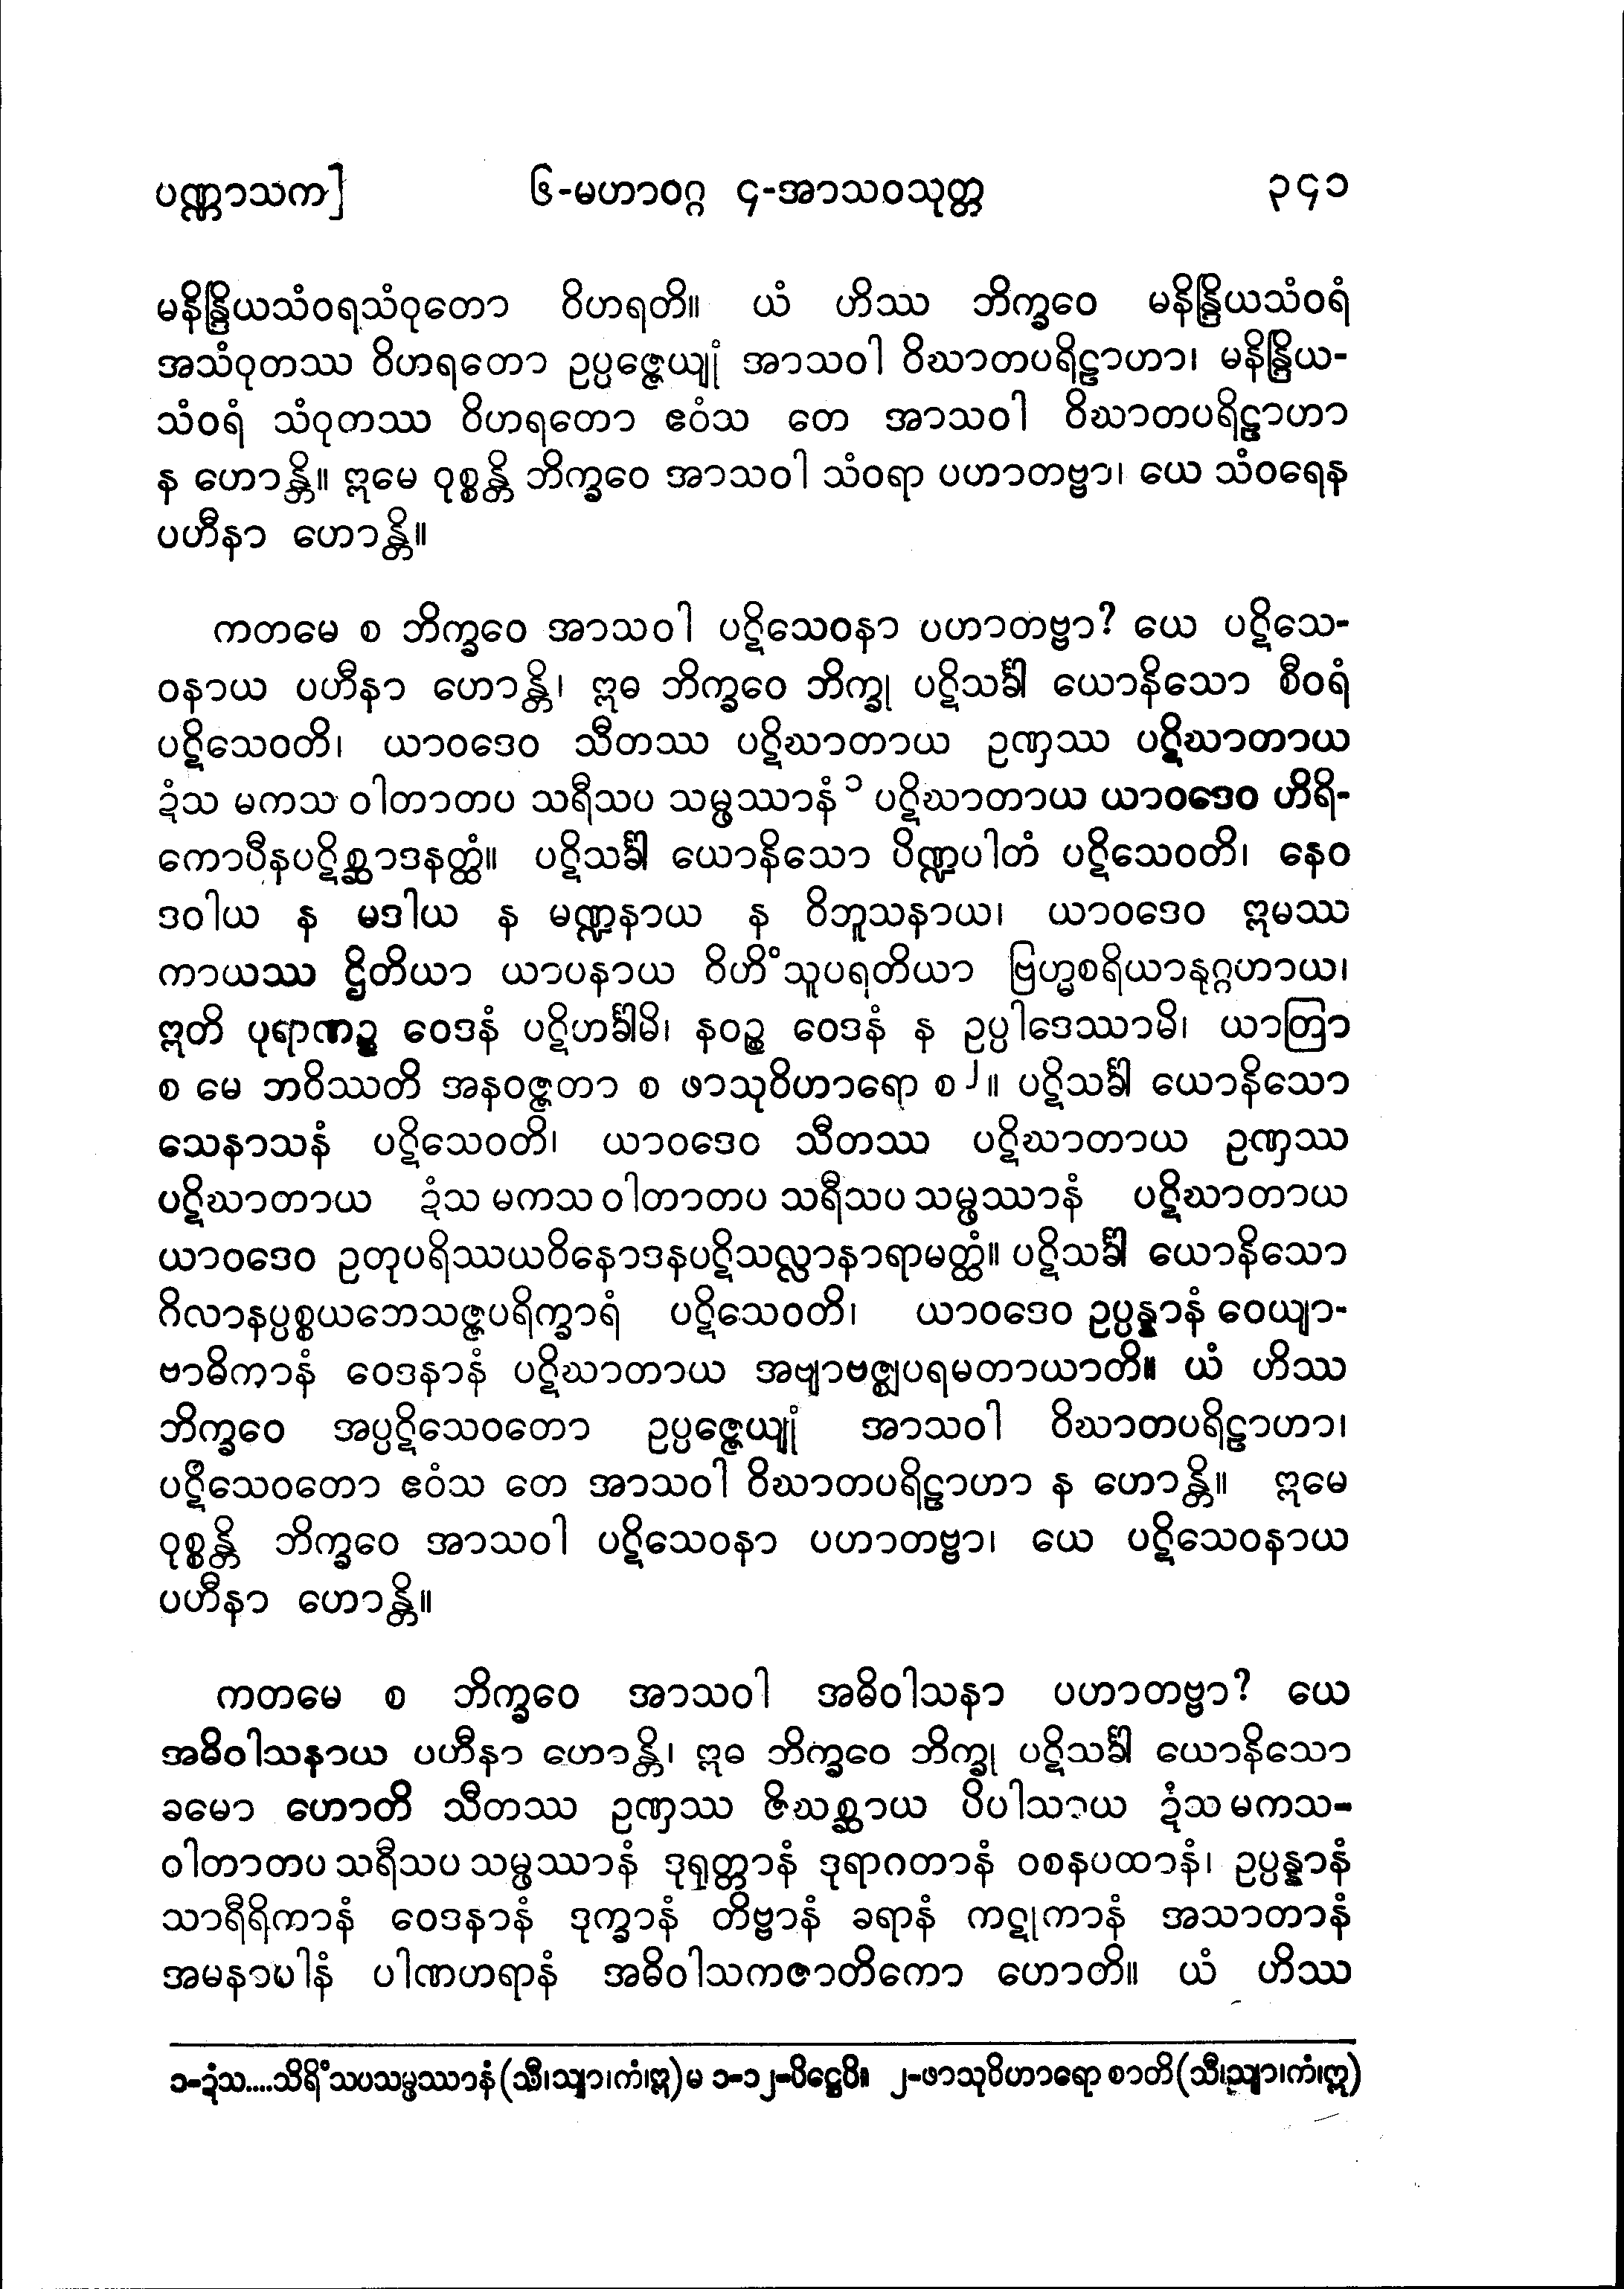 ပဏ္ဏာသက] ၆-မဟာဝဂ္ဂ ၄-အာသဝသုတ္တ ၃၄၁
မနိန္ဒြိယသံဝရသံဝုတော ဝိဟရတိ။ ယံ ဟိဿ ဘိက္ခဝေ မနိန္ဒြိယသံဝရံ
အသံဝုတဿ ဝိဟရတော ဥပ္ပဇ္ဇေယျုံ အာသဝါ ဝိဃာတပရိဠာဟာ၊ မနိန္ဒြိယ-
သံဝရံ သံဝုတဿ ဝိဟရတော ဧဝံသ တေ အာသဝါ ဝိဃာတပရိဠာဟာ
န ဟောန္တိ။ ဣမေ ဝုစ္စန္တိ ဘိက္ခဝေ အာသဝါ သံဝရာ ပဟာတဗ္ဗာ၊ ယေ သံဝရေန
ပဟီနာ ဟောန္တိ။
ကတမေ စ ဘိက္ခဝေ အာသဝါ ပဋိသေဝနာ ပဟာတဗ္ဗာ? ယေ ပဋိသေ-
ဝနာယ ပဟီနာ ဟောန္တိ၊ ဣဓ ဘိက္ခဝေ ဘိက္ခု ပဋိသင်္ခါ ယောနိသော စီဝရံ
ပဋိသေဝတိ၊ ယာဝဒေဝ သီတဿ ပဋိဃာတာယ ဥဏှဿ ပဋိဃာတာယ
ဍံသ မကသ ဝါတာတပ သရီသပ သမ္ဖဿာနံ ၁ ပဋိဃာတာယ ယာဝဒေဝ ဟိရိ-
ကောပီနပဋိစ္ဆာဒနတ္ထံ။ ပဋိသင်္ခါ ယောနိသော ပိဏ္ဍပါတံ ပဋိသေဝတိ၊ နေဝ
ဒဝါယ န မဒါယ န မဏ္ဍနာယ န ဝိဘူသနာယ၊ ယာဝဒေဝ ဣမဿ
ကာယဿ ဌိတိယာ ယာပနာယ ဝိဟိံသူပရတိယာ ဗြဟ္မစရိယာနုဂ္ဂဟာယ၊
ဣတိ ပုရာဏဉ္စ ဝေဒနံ ပဋိဟင်္ခါမိ၊ နဝဉ္စ ဝေဒနံ န ဥပ္ပါဒေဿာမိ၊ ယာတြာ
စ မေ ဘဝိဿတိ အနဝဇ္ဇတာ စ ဖာသုဝိဟာရော စ ၂။ ပဋိသင်္ခါ ယောနိသော
သေနာသနံ ပဋိသေဝတိ၊ ယာဝဒေဝ သီတဿ ပဋိဃာတာယ ဥဏှဿ
ပဋိဃာတာယ ဍံသ မကသ ဝါတာတပ သရီသပ သမ္ဖဿာနံ ပဋိဃာတာယ
ယာဝဒေဝ ဥတုပရိဿယဝိနောဒနပဋိသလ္လာနာရာမတ္ထံ။ ပဋိသင်္ခါ ယောနိသော
ဂိလာနပ္ပစ္စယဘေသဇ္ဇပရိက္ခာရံ ပဋိသေဝတိ၊ ယာဝဒေဝ ဥပ္ပန္နာနံ ဝေယျာ-
ဗာဓိကာနံ ဝေဒနာနံ ပဋိဃာတာယ အဗျာဗဇ္ဈပရမတာယာတိ။ ယံ ဟိဿ
ဘိက္ခဝေ အပ္ပဋိသေဝတော ဥပ္ပဇ္ဇေယျုံ အာသဝါ ဝိဃာတပရိဠာဟာ၊
ပဋိသေဝတော ဧဝံသ တေ အာသဝါ ဝိဃာတပရိဠာဟာ န ဟောန္တိ။ ဣမေ
ဝုစ္စန္တိ ဘိက္ခဝေ အာသဝါ ပဋိသေဝနာ ပဟာတဗ္ဗာ၊ ယေ ပဋိသေဝနာယ
ပဟီနာ ဟောန္တိ။
ကတမေ စ ဘိက္ခဝေ အာသဝါ အဓိဝါသနာ ပဟာတဗ္ဗာ? ယေ
အဓိဝါသနာယ ပဟီနာ ဟောန္တိ၊ ဣဓ ဘိက္ခဝေ ဘိက္ခု ပဋိသင်္ခါ ယောနိသော
ခမော ဟောတိ သီတဿ ဥဏှဿ ဇိဃစ္ဆာယ ပိပါသာယ ဍံသ မကသ-
ဝါတာတပ သရီသပ သမ္ဖဿာနံ ဒုရုတ္တာနံ ဒုရာဂတာနံ ဝစနပထာနံ၊ ဥပ္ပန္နာနံ
သာရီရိကာနံ ဝေဒနာနံ ဒုက္ခာနံ တိဗ္ဗာနံ ခရာနံ ကဋုကာနံ အသာတာနံ
အမနာပါနံ ပါဏဟရာနံ အဓိဝါသကဇာတိကော ဟောတိ။ ယံ ဟိဿ
၁-ဍံသ....သိရိံသပသမ္ဖဿာနံ (သီ၊သျာ၊ကံ၊ဣ) မ ၁-၁၂-ပိဋ္ဌေပိ။ ၂-ဖာသုဝိဟာရော စာတိ (သီ၊သျာ၊ကံ၊ဣ)